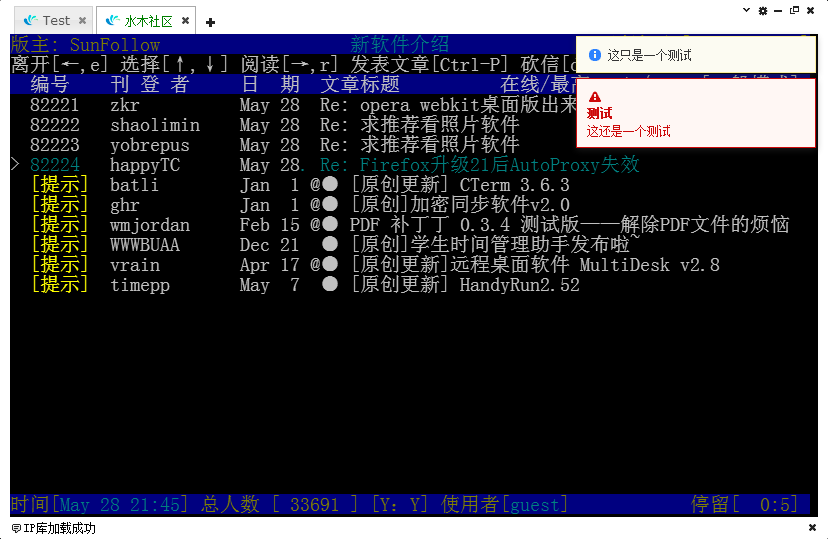 Test
水木社区
版主: SunFollow 新软件介绍
离开[←,e] 选择[↑,↓] 阅读[→,r] 发表文章[Ctrl-P] 砍信[
编号 刊 登 者 日 期 文章标题 在线/最高
82221 zkr May 28 Re: opera webkit桌面版出来
82222 shaolimin May 28 Re: 求推荐看照片软件
82223 yobrepus May 28 Re: 求推荐看照片软件
> 82224 happyTC May 28. Re: Firefox升级21后AutoProxy失效
[提示] batli Jan 1 @● [原创更新] CTerm 3.6.3
[提示] ghr Jan 1 @● [原创]加密同步软件v2.0
[提示] wmjordan Feb 15 @● PDF 补丁丁 0.3.4 测试版——解除PDF文件的烦恼
[提示] WWWBUAA Dec 21 ● [原创]学生时间管理助手发布啦~
[提示] vrain Apr 17 @● [原创更新]远程桌面软件 MultiDesk v2.8
[提示] timepp May 7 ● [原创更新] HandyRun2.52
这只是一个测试
测试
这还是一个测试
时间[May 28 21:45] 总人数 [ 33691 ] [Y: Y] 使用者[guest] 停留[ 0:5]
IP库加载成功